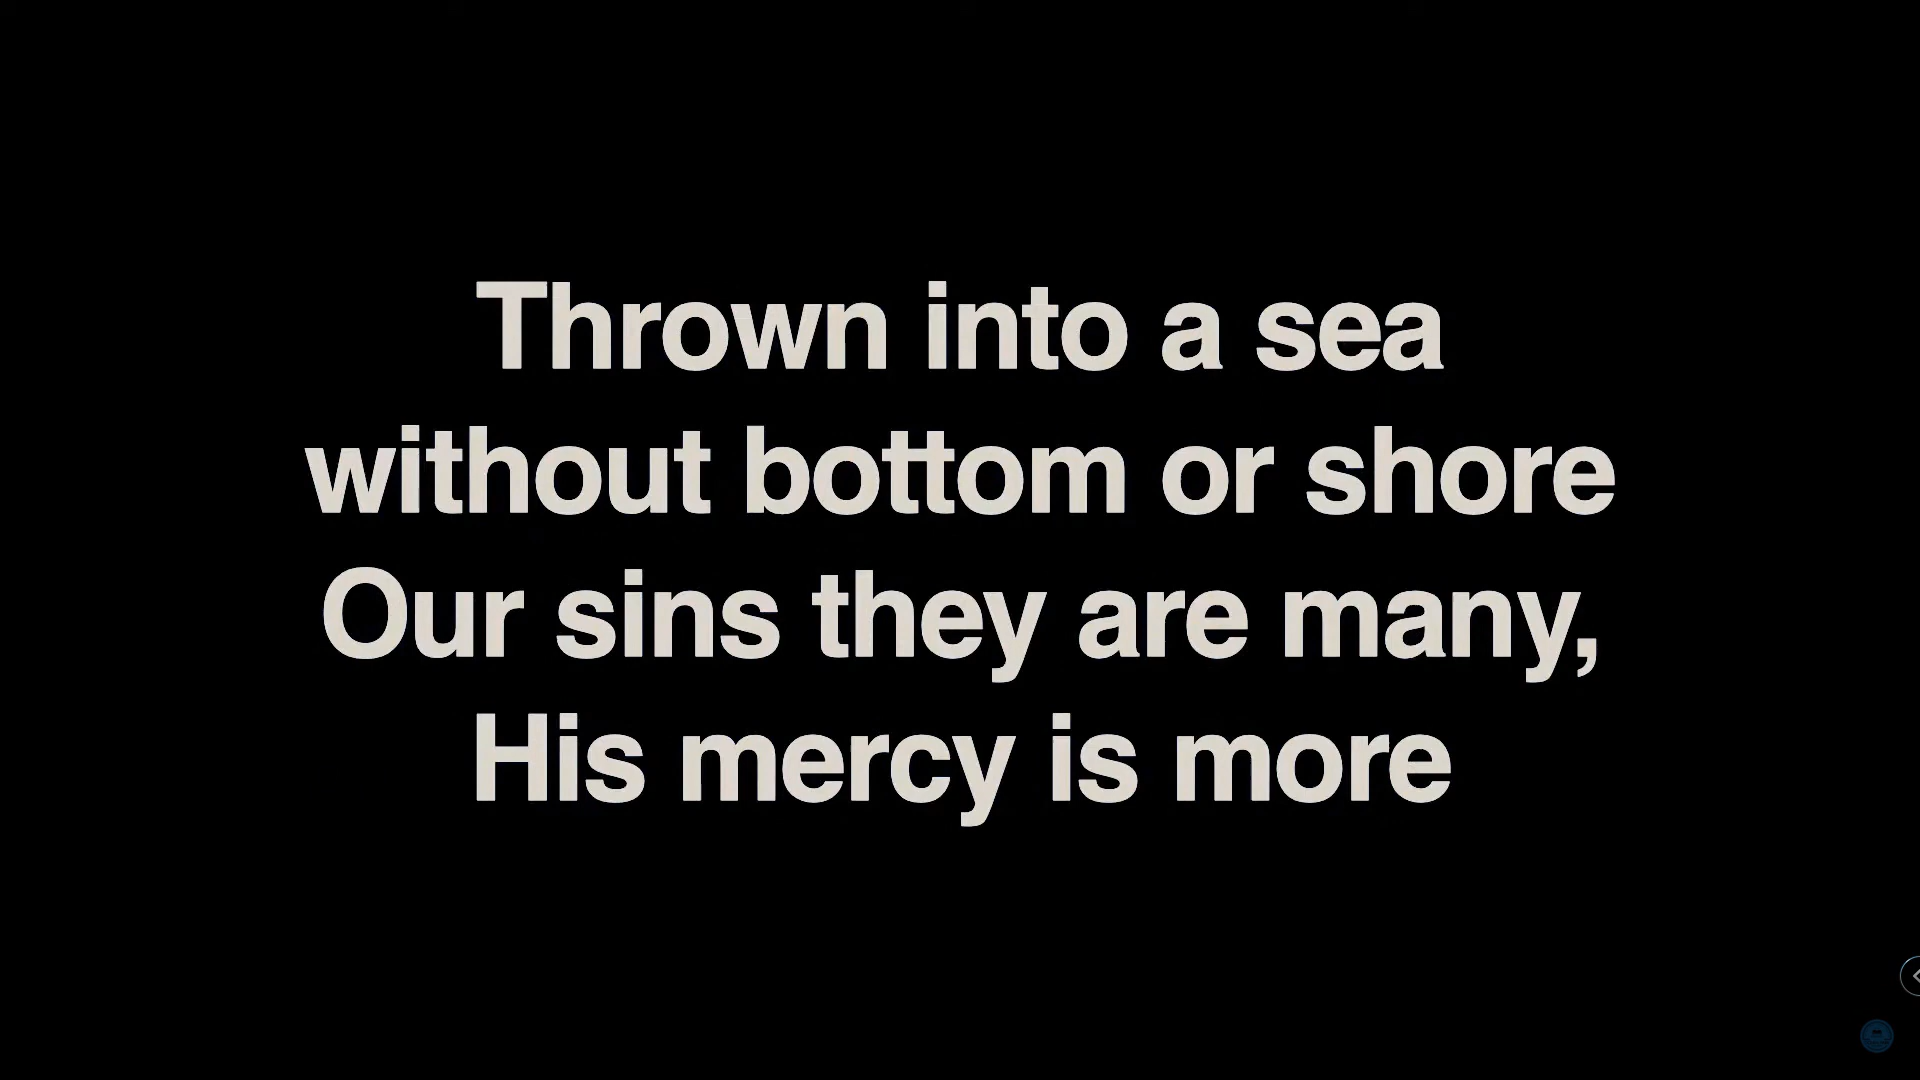 Thrown into a sea
without bottom or shore
Our sins they are many,
His mercy is more